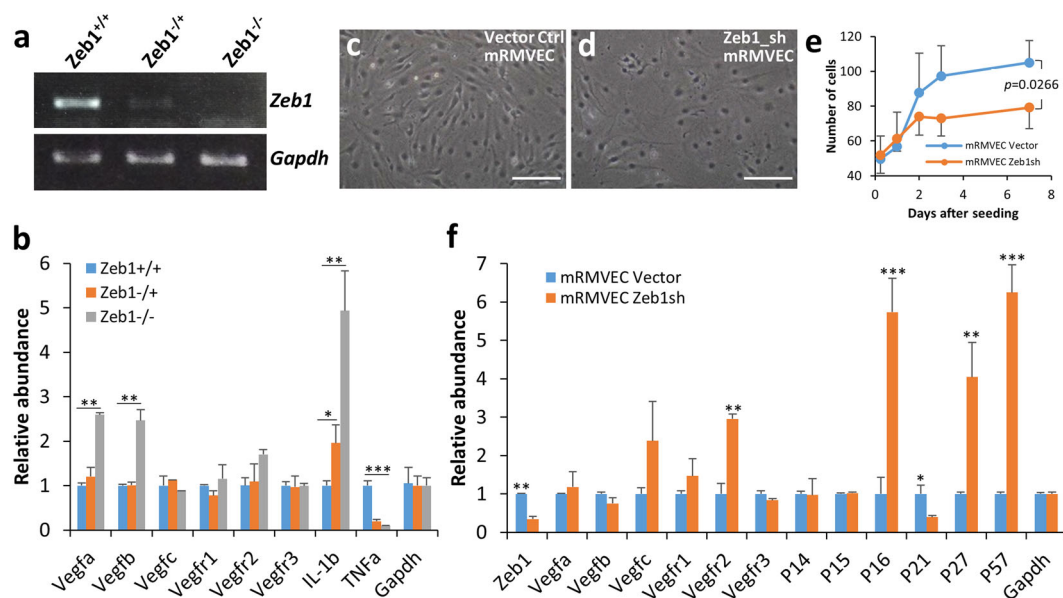 a
Zeb1+/+
Zeb1-/+
Zeb1-/-
Zeb1
Gapdh
c
Vector Ctrl
mRMVEC
d
Zeb1_sh
mRMVEC
e
Number of cells
120
100
80
60
40
p=0.0266
mRMVEC Vector
mRMVEC Zeb1sh
0 2 4 6 8
Days after seeding
b
Relative abundance
6
5
4
3
2
1
0
Zeb1+/+
Zeb1-/+
Zeb1-/-
**
**
*
**
***
Vegfa Vegfb Vegfc Vegfr1 Vegfr2 Vegfr3 IL-1b TNFa Gapdh
f
Relative abundance
7
6
5
4
3
2
1
0
mRMVEC Vector
mRMVEC Zeb1sh
**
**
***
*
**
***
Zeb1 Vegfa Vegfb Vegfc Vegfr1 Vegfr2 Vegfr3 P14 P15 P16 P21 P27 P57 Gapdh